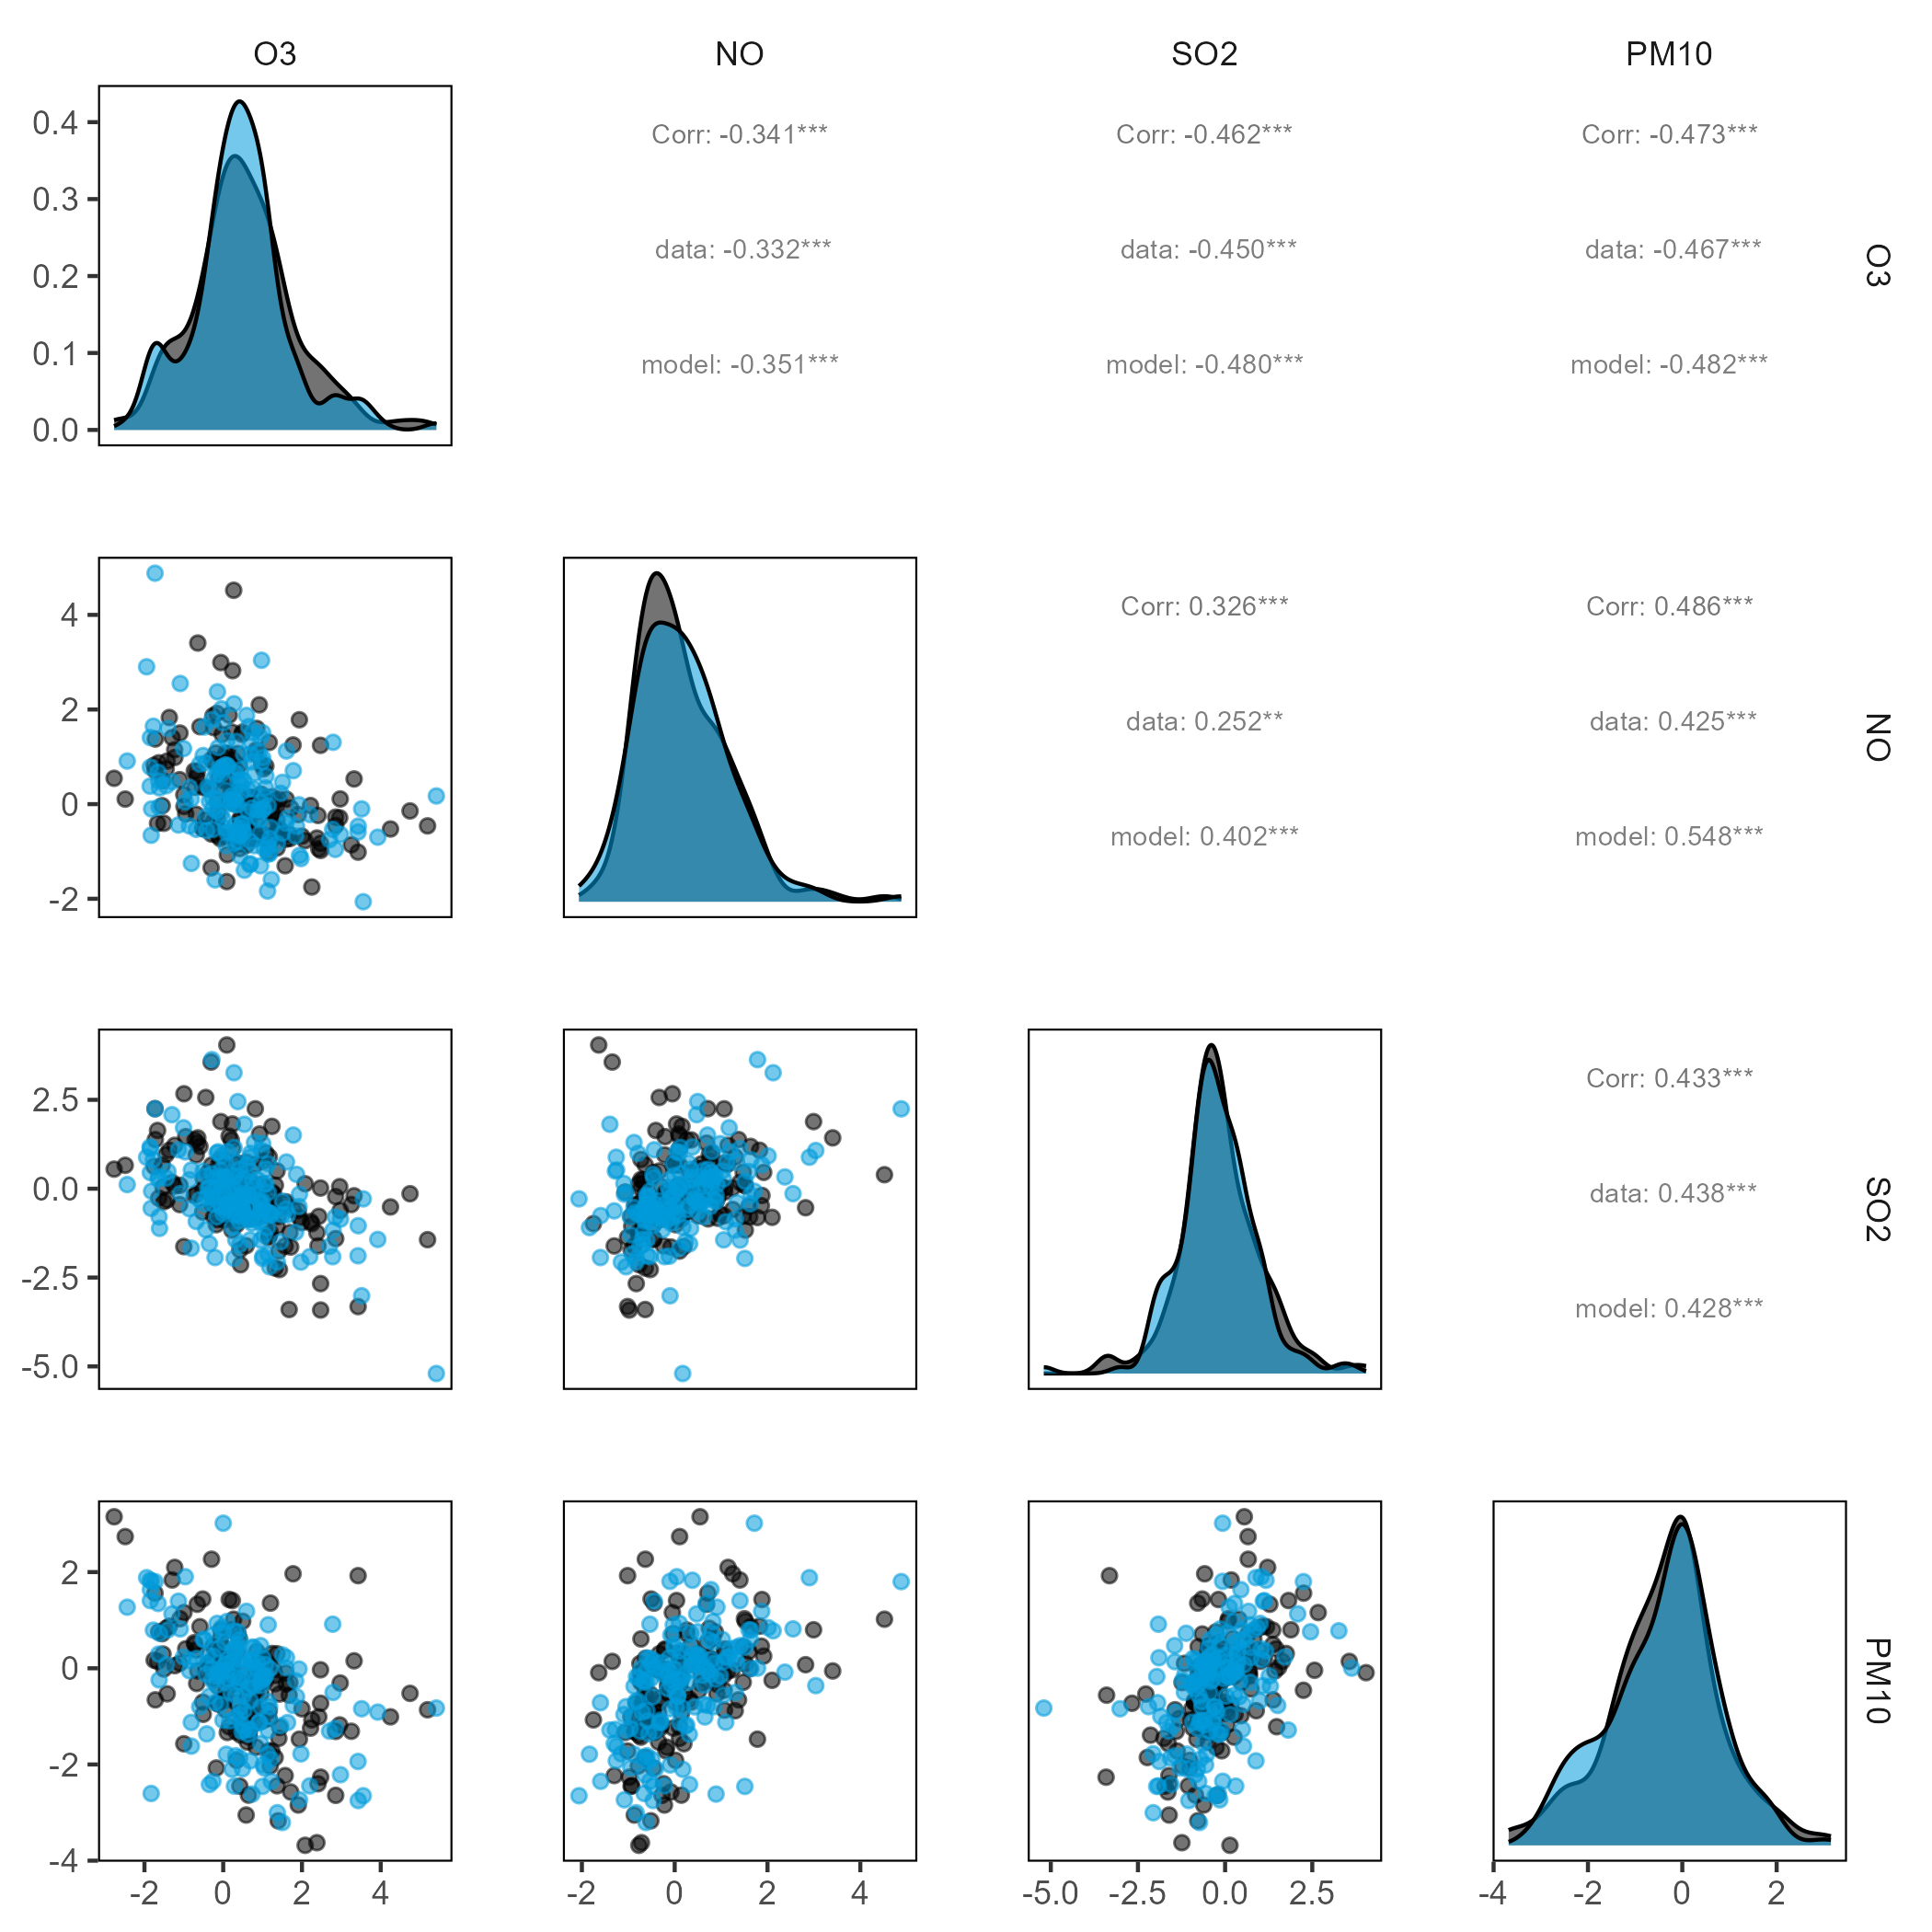 O3 NO SO2 PM10
0.4
0.3
0.2
0.1
0.0
Corr: -0.341***
data: -0.332***
model: -0.351***
Corr: -0.462***
data: -0.450***
model: -0.480***
Corr: -0.473***
data: -0.467***
model: -0.482***
O3
4
2
0
-2
Corr: 0.326***
data: 0.252**
model: 0.402***
Corr: 0.486***
data: 0.425***
model: 0.548***
NO
2.5
0.0
-2.5
-5.0
Corr: 0.433***
data: 0.438***
model: 0.428***
SO2
2
0
-2
-4
PM10
-2 0 2 4
-2 0 2 4
-5.0 -2.5 0.0 2.5
-4 -2 0 2